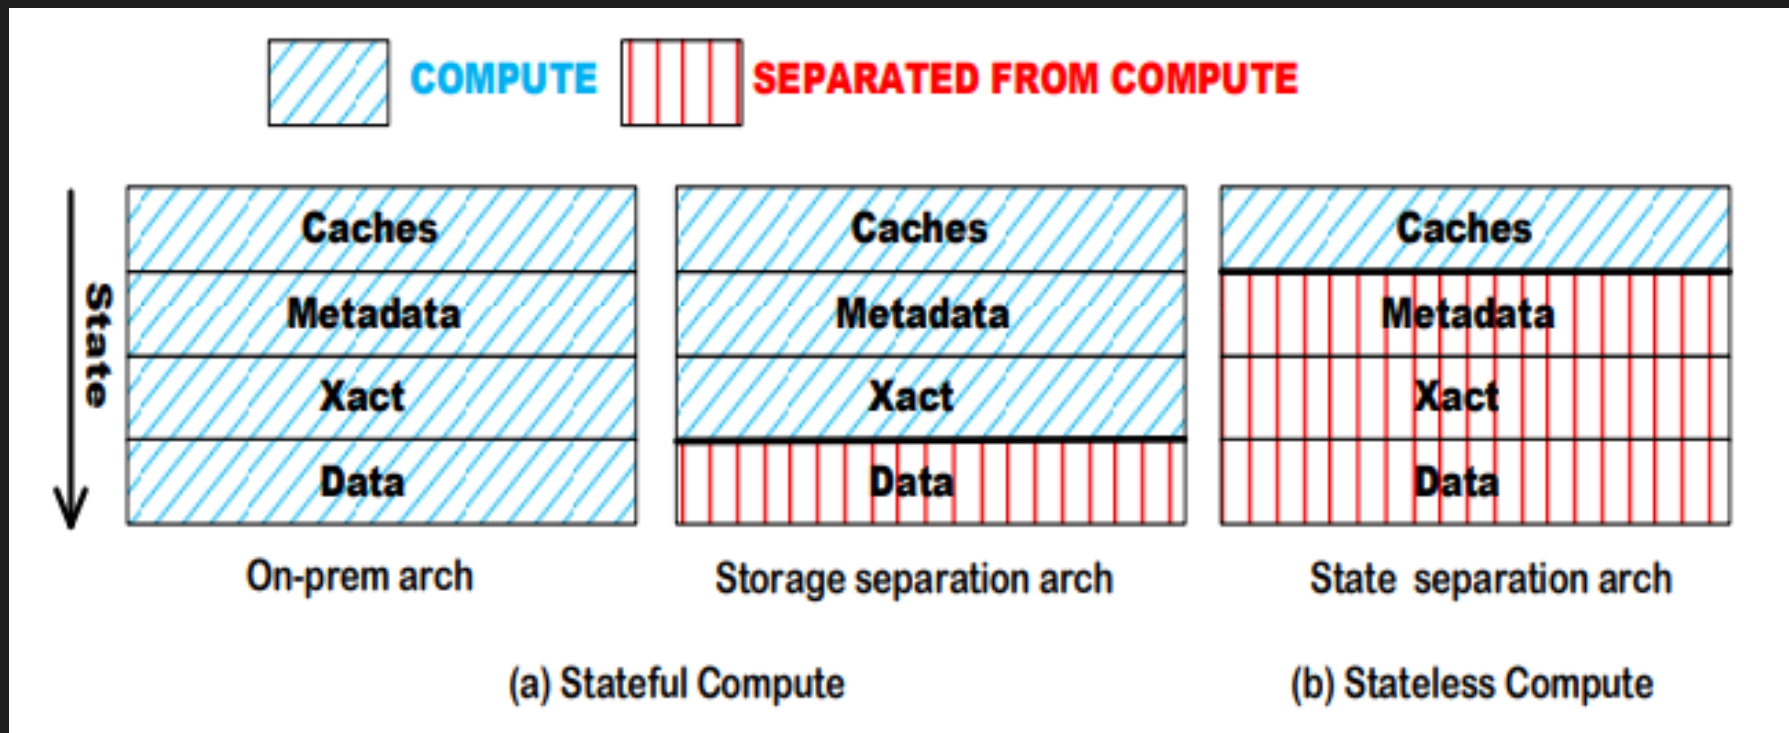 COMPUTE
SEPARATED FROM COMPUTE
State
Caches
Metadata
Xact
Data
On-prem arch
Caches
Metadata
Xact
Data
Storage separation arch
Caches
Metadata
Xact
Data
State separation arch
(a) Stateful Compute
(b) Stateless Compute